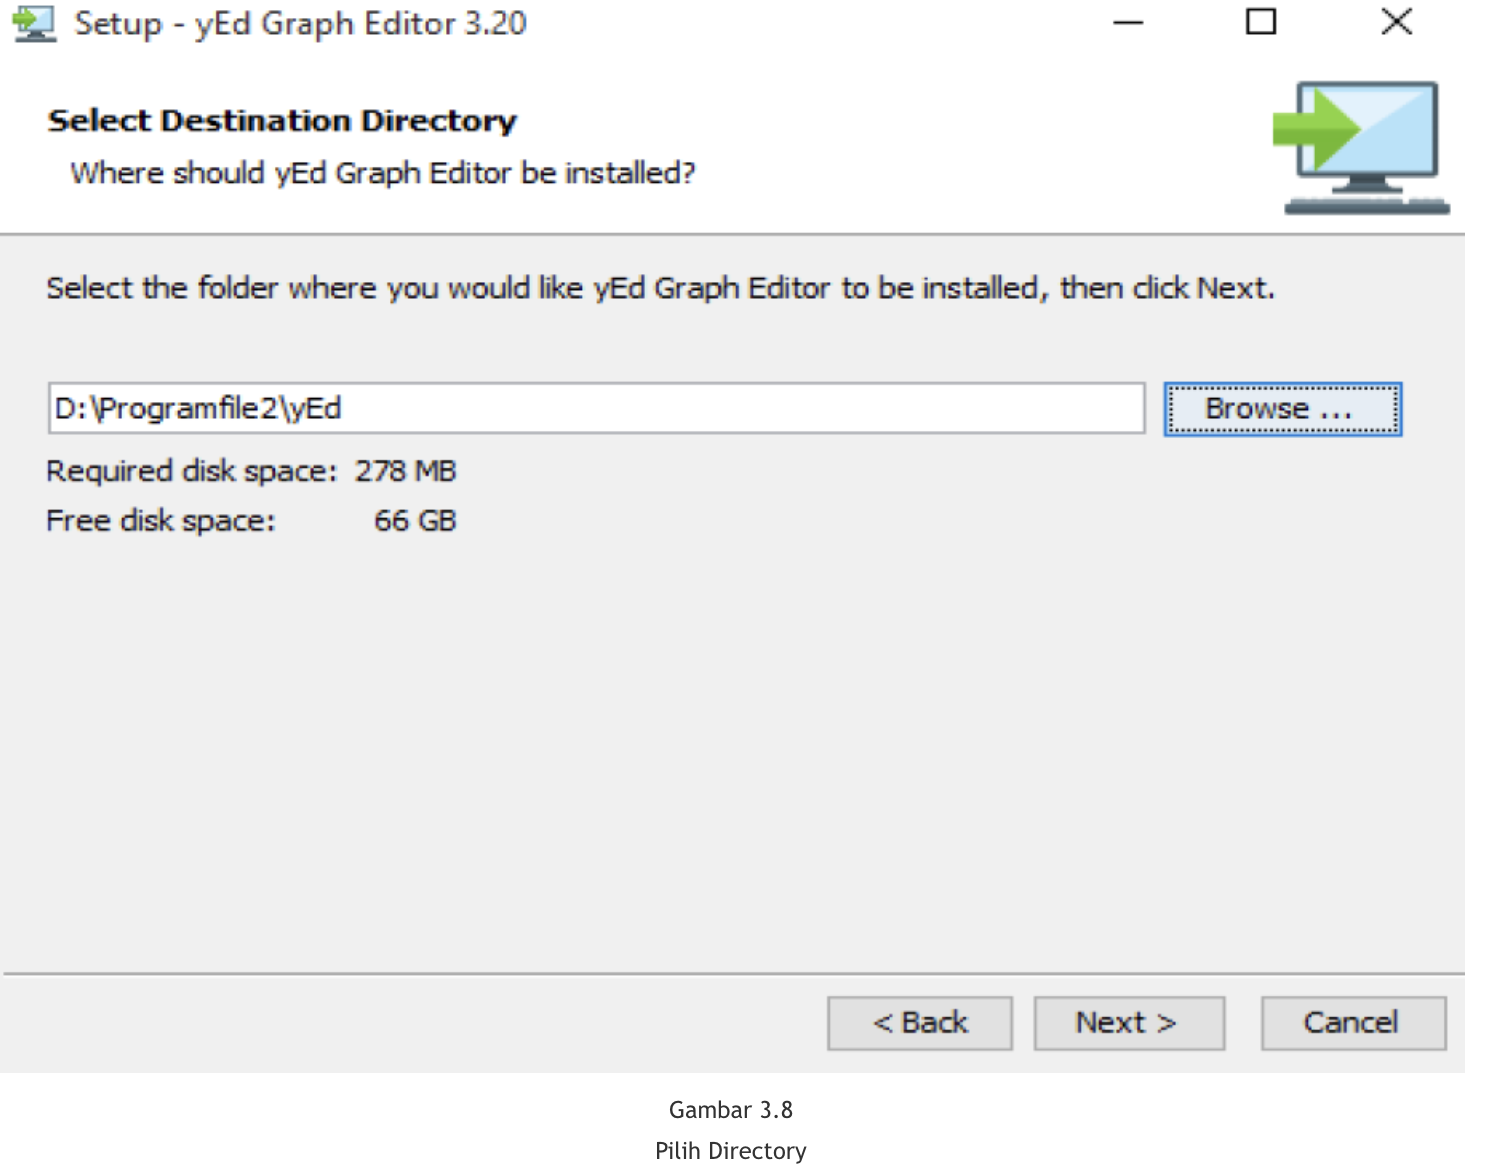 Setup - yEd Graph Editor 3.20
Select Destination Directory
Where should yEd Graph Editor be installed?
Select the folder where you would like yEd Graph Editor to be installed, then click Next.
D:\Programfile2\yEd
Browse ...
Required disk space: 278 MB
Free disk space: 66 GB
< Back Next > Cancel
Gambar 3.8
Pilih Directory